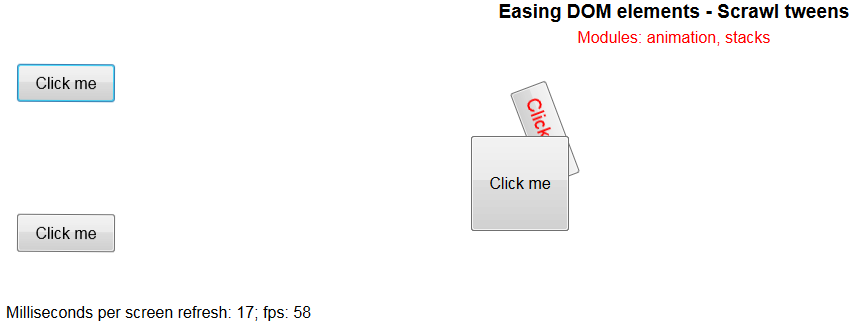 Easing DOM elements - Scrawl tweens
Modules: animation, stacks
Click me
Click
Click me
Click me
Milliseconds per screen refresh: 17; fps: 58